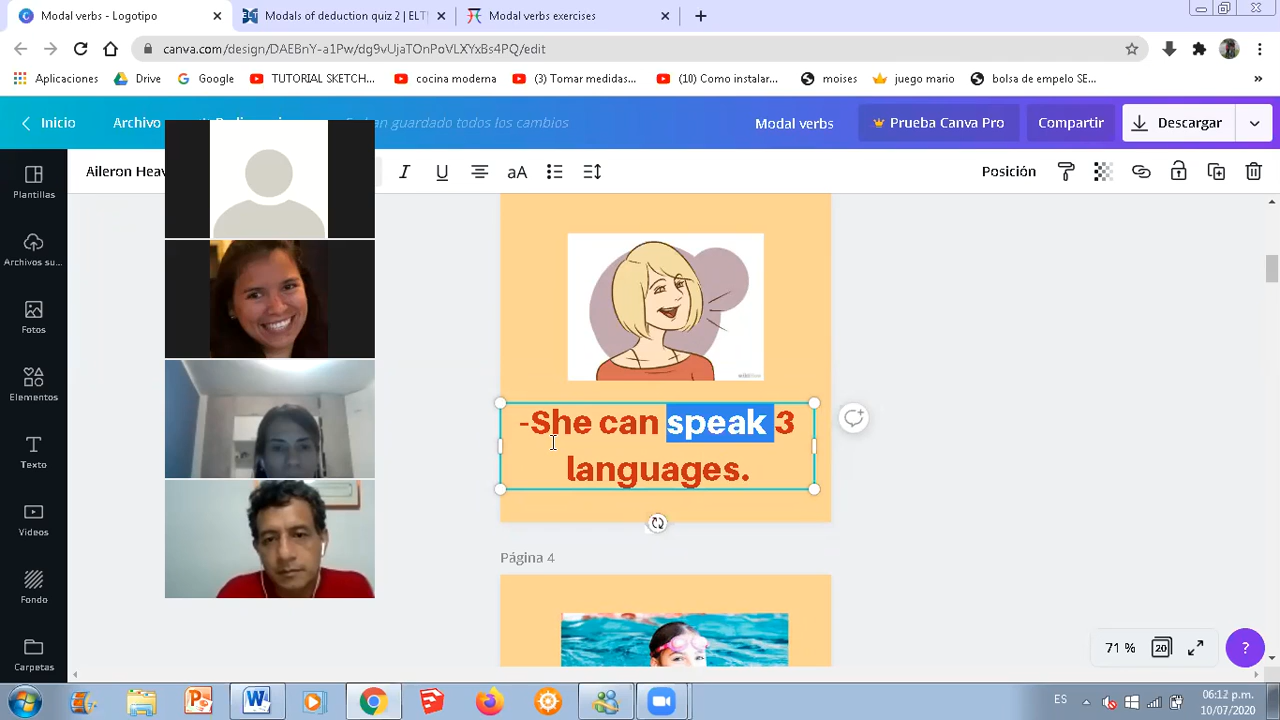 Modal verbs - Logotipo
Modals of deduction quiz 2 | ELT
Modal verbs exercises
canva.com/design/DAEBnY-a1Pw/dg9vUjaTOnPoVLXYxBs4PQ/edit
Aplicaciones Drive Google TUTORIAL SKETCH... cocina moderna (3) Tomar medidas... (10) Como instalar... moises juego mario bolsa de empelo SE... »
Inicio Archivo han guardado todos los cambios Modal verbs Prueba Canva Pro Compartir Descargar
Aileron Heav aA Posición
Plantillas
Archivos su...
Fotos
Elementos
Texto
Videos
Fondo
Carpetas
wikiHow
-She can speak 3
languages.
Página 4
71 % 20 ?
ES 06:12 p.m.
10/07/2020